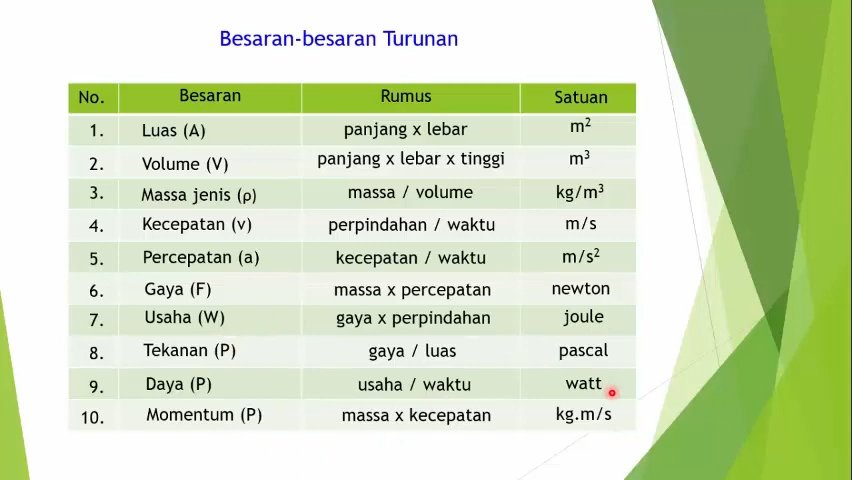 Besaran-besaran Turunan
No. Besaran Rumus Satuan
1. Luas (A) panjang x lebar m²
2. Volume (V) panjang x lebar x tinggi m³
3. Massa jenis (ρ) massa / volume kg/m³
4. Kecepatan (v) perpindahan / waktu m/s
5. Percepatan (a) kecepatan / waktu m/s²
6. Gaya (F) massa x percepatan newton
7. Usaha (W) gaya x perpindahan joule
8. Tekanan (P) gaya / luas pascal
9. Daya (P) usaha / waktu watt
10. Momentum (P) massa x kecepatan kg.m/s